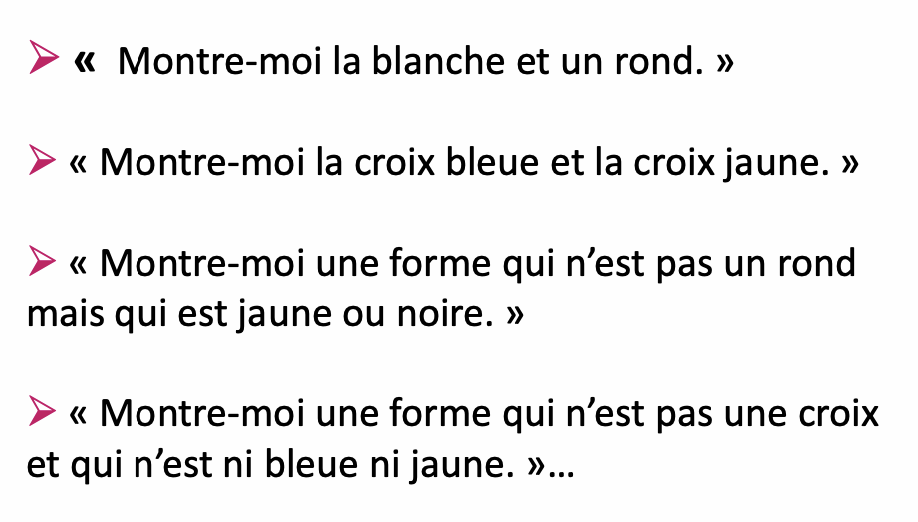 « Montre-moi la blanche et un rond. »
« Montre-moi la croix bleue et la croix jaune. »
« Montre-moi une forme qui n’est pas un rond
mais qui est jaune ou noire. »
« Montre-moi une forme qui n’est pas une croix
et qui n’est ni bleue ni jaune. »…